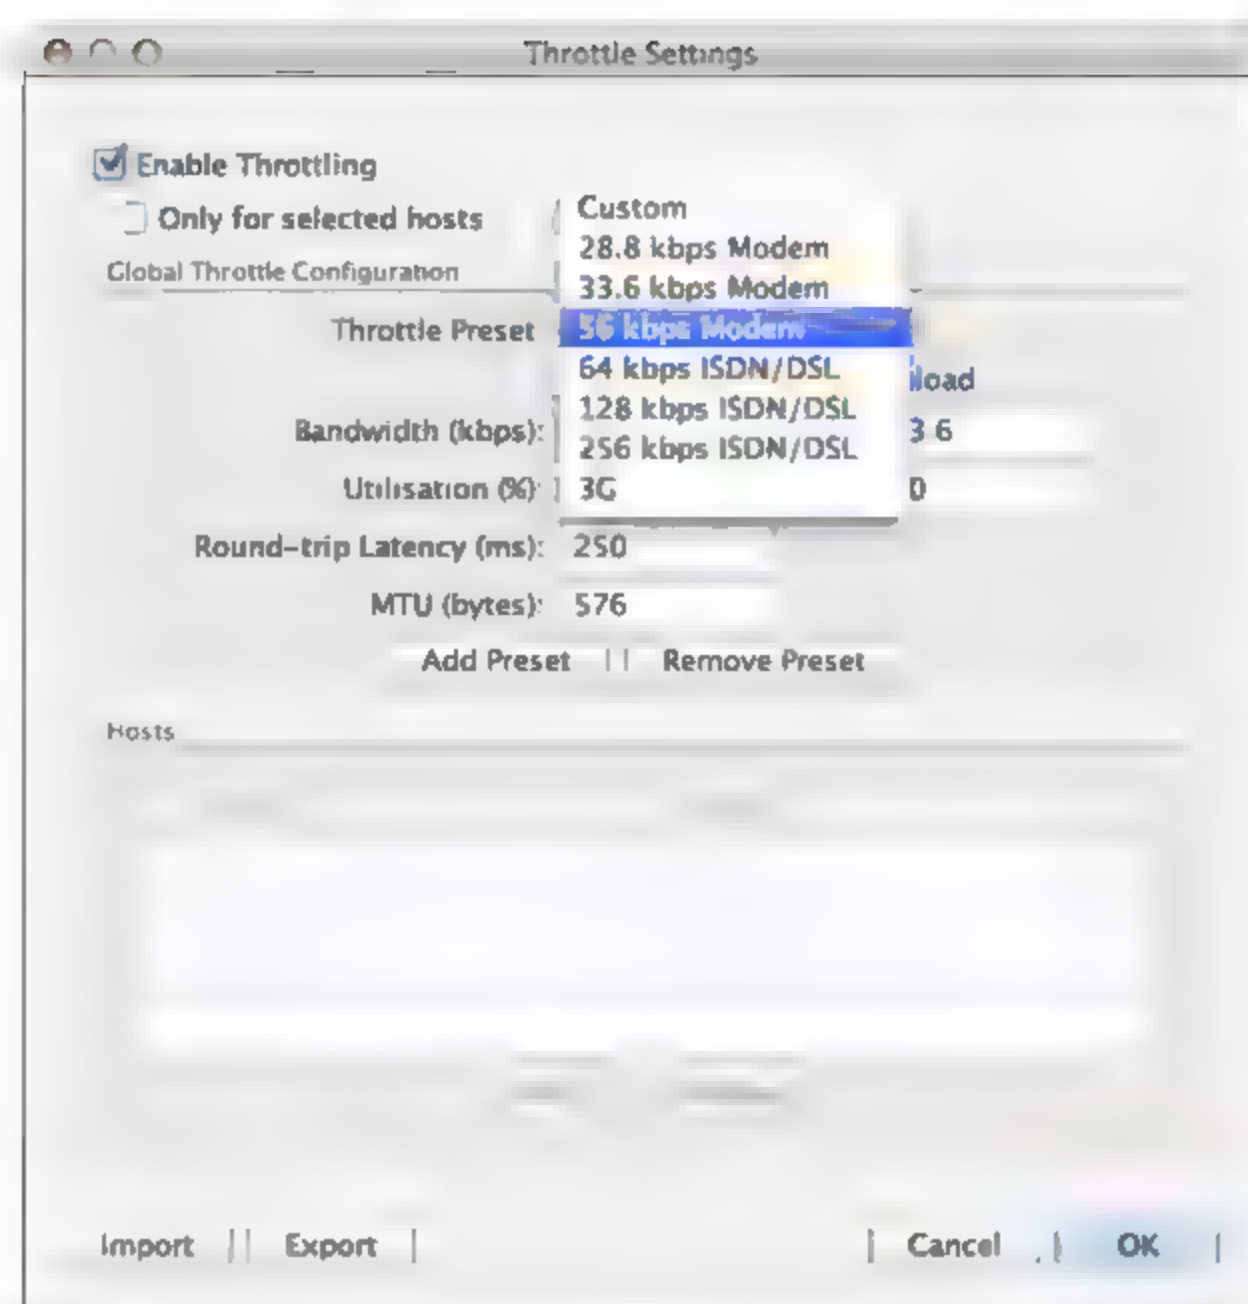 Throttle Settings
Enable Throttling
Only for selected hosts
Custom
28.8 kbps Modem
Global Throttle Configuration
33.6 kbps Modem
Throttle Preset
56 kbps Modem
64 kbps ISDN/DSL
load
128 kbps ISDN/DSL
Bandwidth (kbps):
3 6
256 kbps ISDN/DSL
Utilisation (%):
3G
0
Round-trip Latency (ms): 250
MTU (bytes): 576
Add Preset Remove Preset
Hosts
Import Export Cancel OK